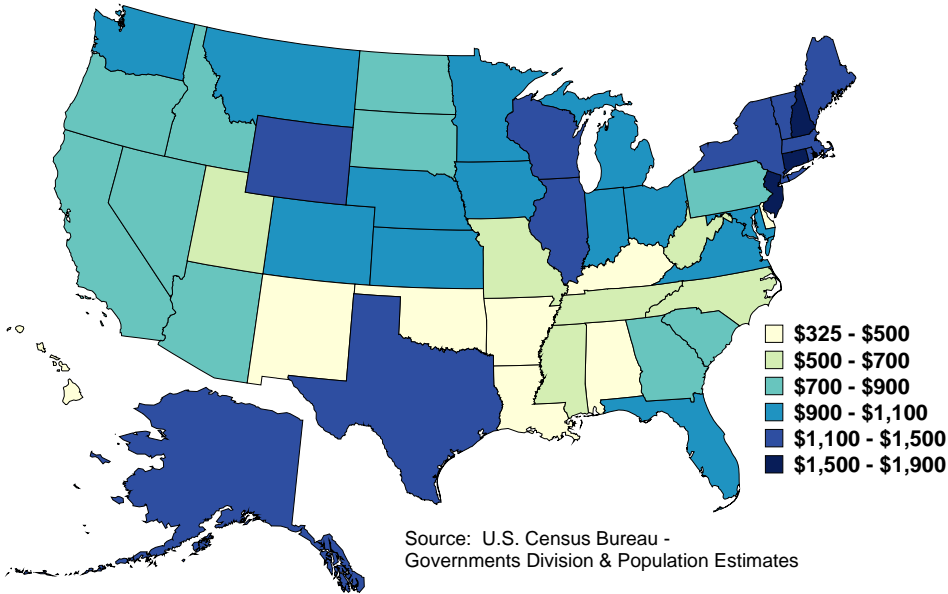 $325 - $500
$500 - $700
$700 - $900
$900 - $1,100
$1,100 - $1,500
$1,500 - $1,900
Source:  U.S. Census Bureau -
Governments Division & Population Estimates